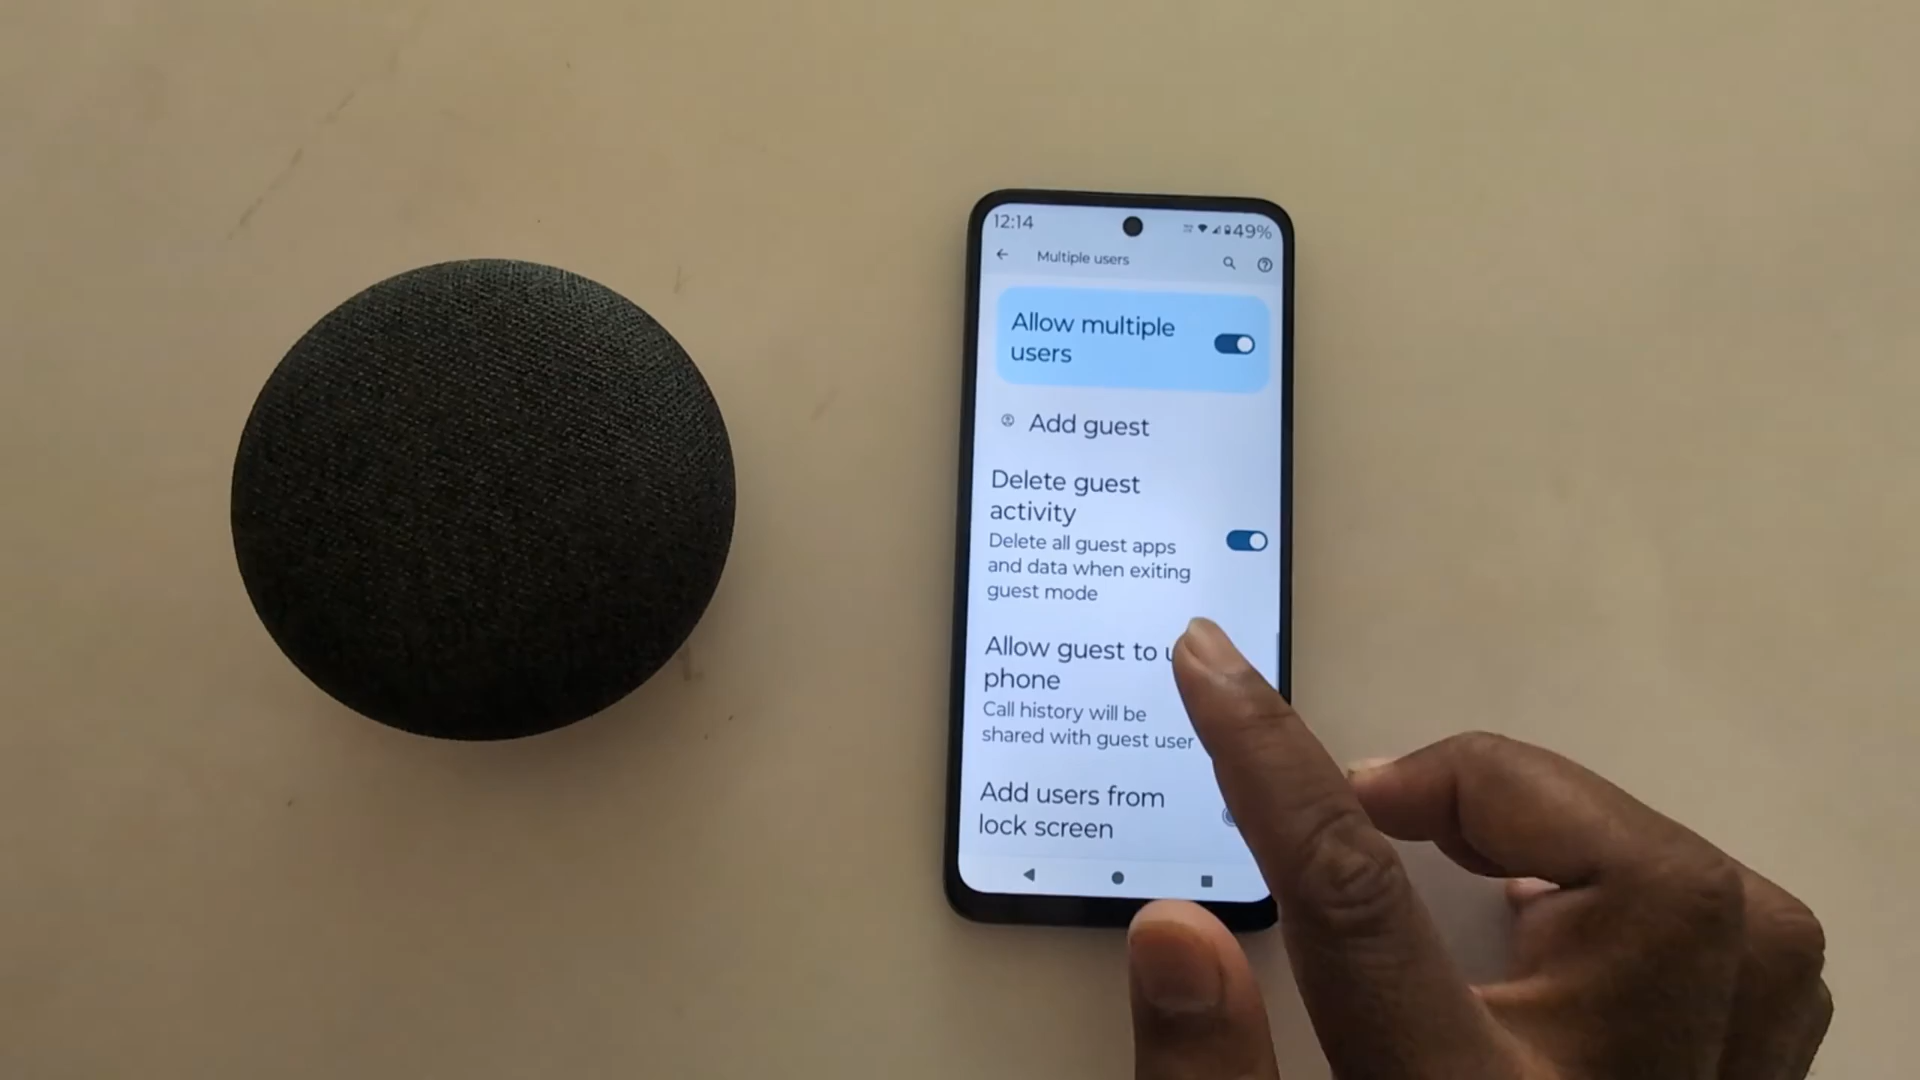 12:14
49%
Multiple users
Allow multiple
users
Add guest
Delete guest
activity
Delete all guest apps
and data when exiting
guest mode
Allow guest to
phone
Call history will be
shared with guest user
Add users from
lock screen